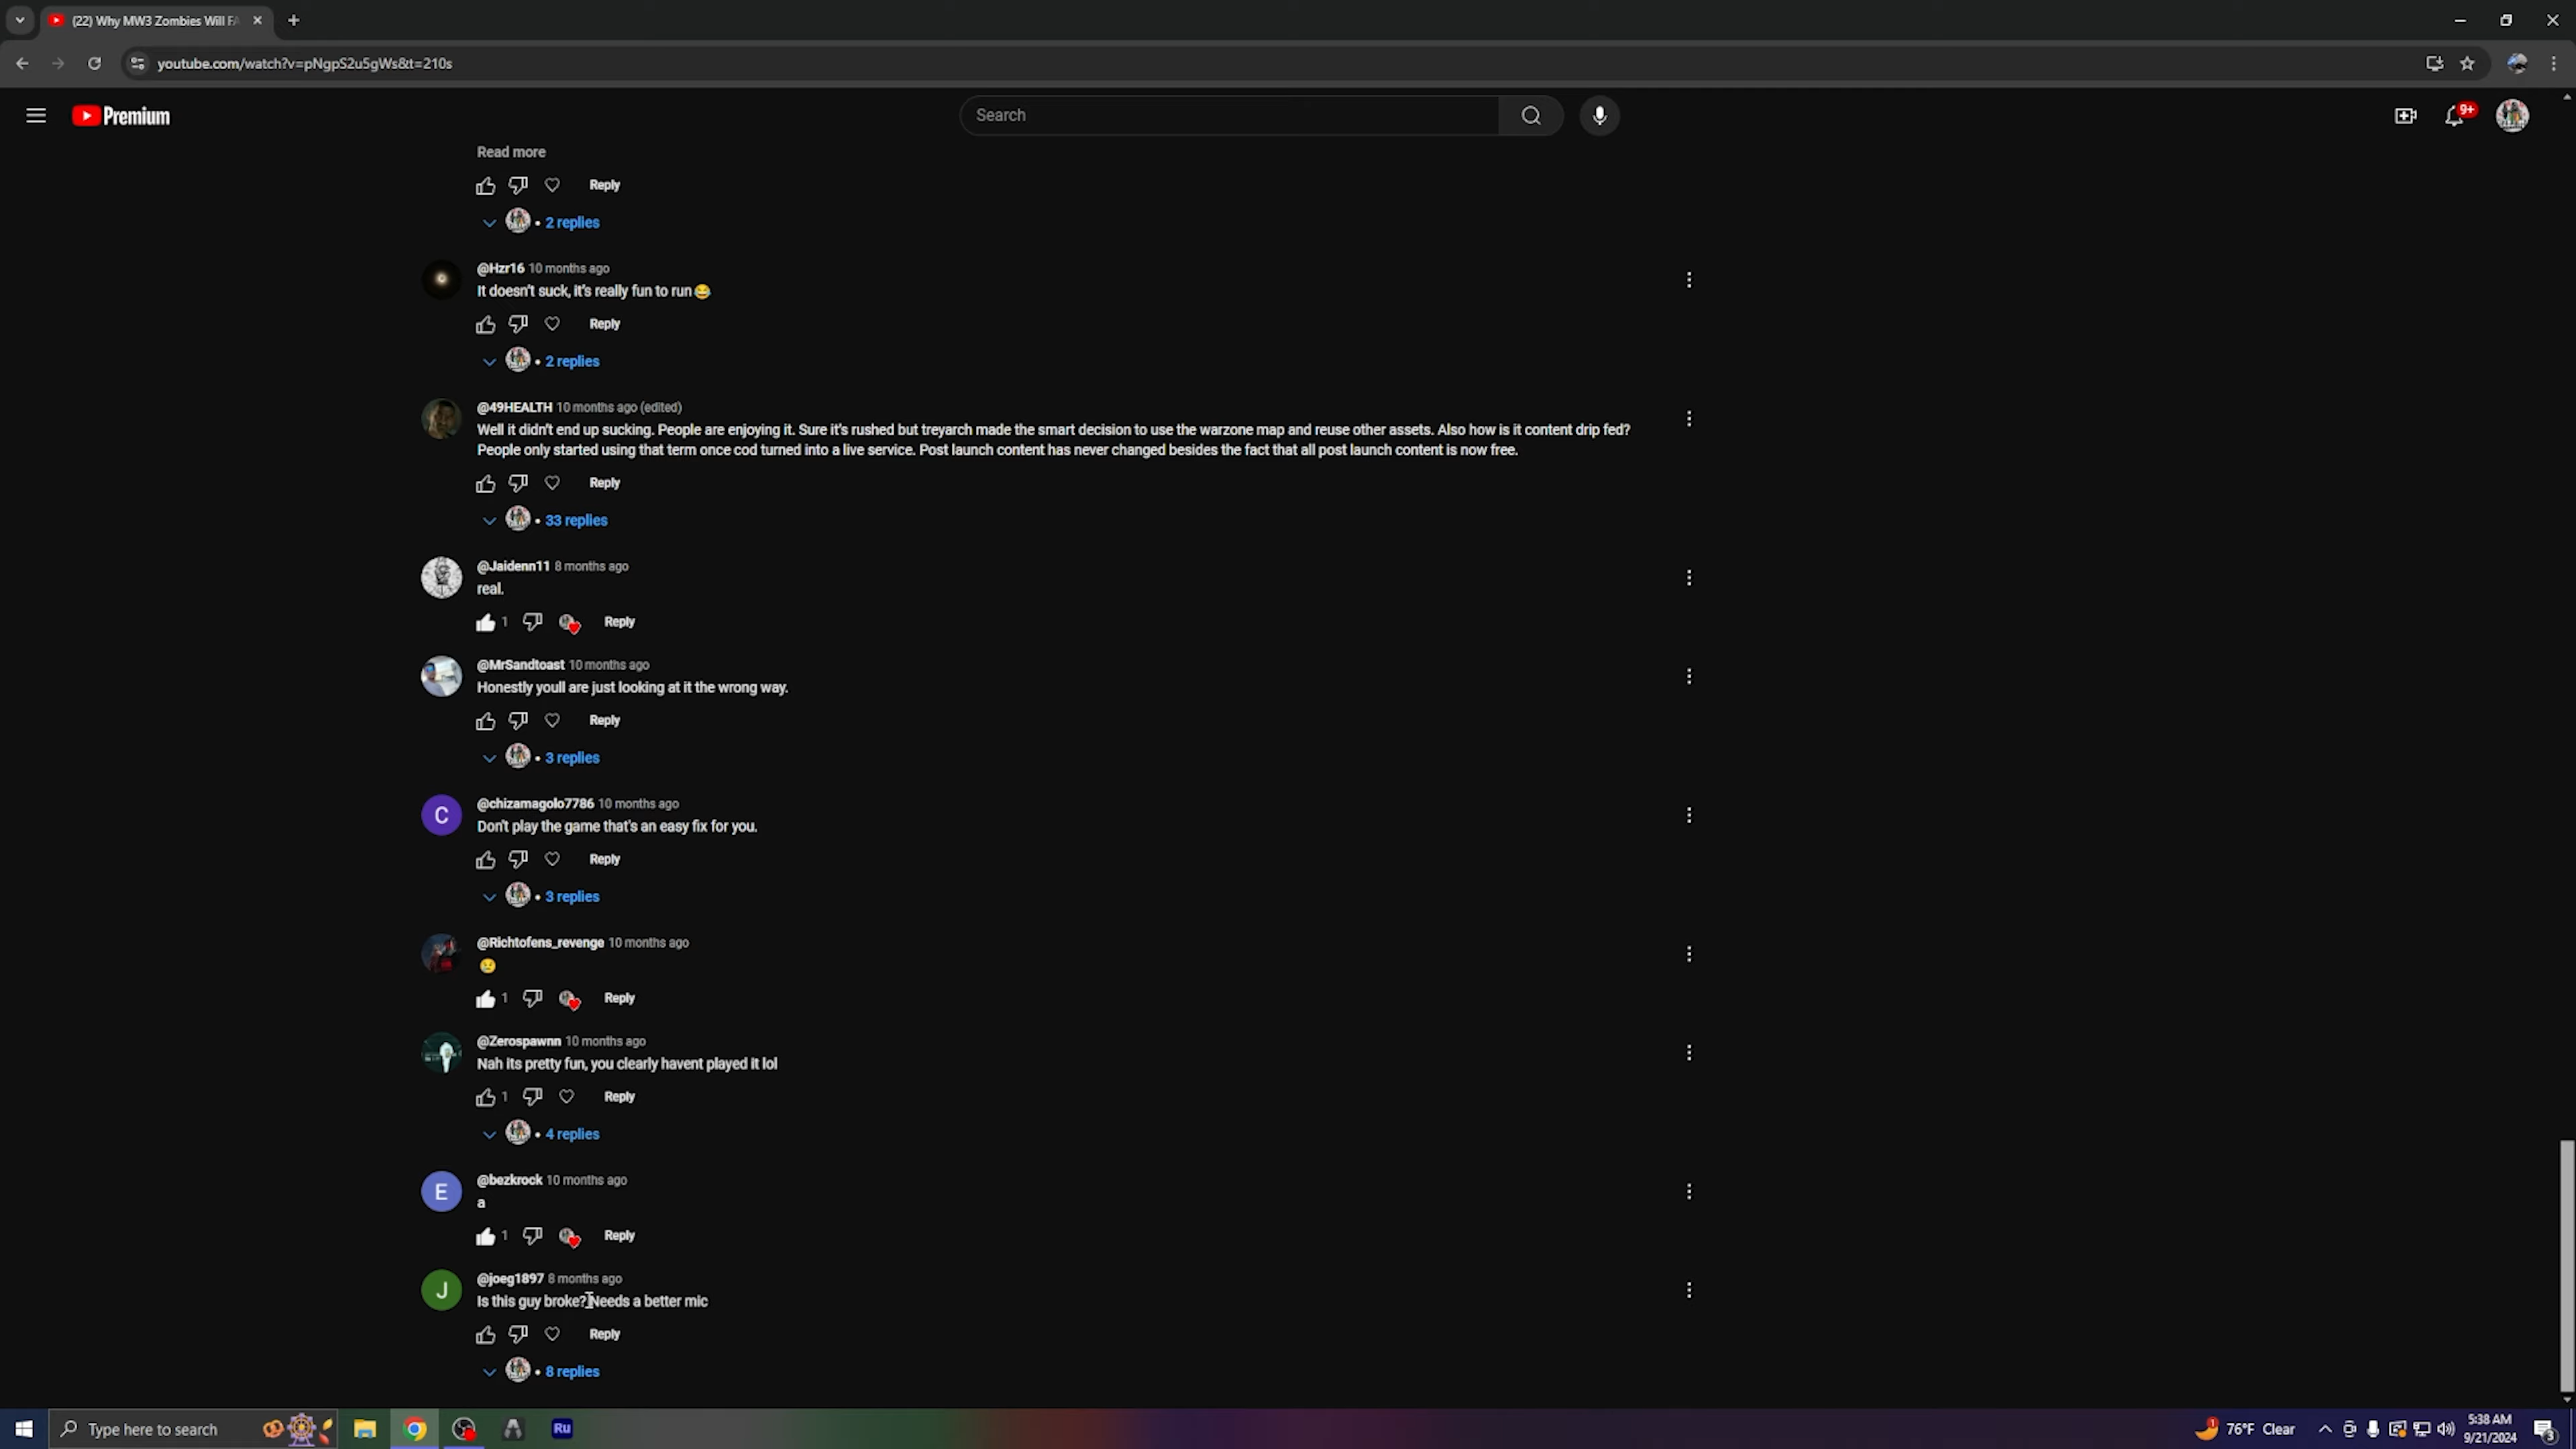 (22) Why MW3 Zombies Will FA
youtube.com/watch?v=pNgpS2u5gWs&t=210s
Premium
Search
9+
Read more
Reply
2 replies
@Hzr16 10 months ago
It doesn't suck, it's really fun to run😂
Reply
2 replies
@49HEALTH 10 months ago (edited)
Well it didn't end up sucking. People are enjoying it. Sure it's rushed but treyarch made the smart decision to use the warzone map and reuse other assets. Also how is it content drip fed?
People only started using that term once cod turned into a live service. Post launch content has never changed besides the fact that all post launch content is now free.
Reply
33 replies
@Jaidenn11 8 months ago
real.
1 Reply
@MrSandtoast 10 months ago
Honestly youll are just looking at it the wrong way.
Reply
3 replies
C
@chizamagolo7786 10 months ago
Don't play the game that's an easy fix for you.
Reply
3 replies
@Richtofens_revenge 10 months ago
😢
1 Reply
@Zerospawnn 10 months ago
Nah its pretty fun, you clearly havent played it lol
1 Reply
4 replies
E
@bezkrock 10 months ago
a
1 Reply
J
@joeg1897 8 months ago
Is this guy broke? Needs a better mic
Reply
8 replies
Type here to search
Ru
1
76°F Clear
5:38 AM
9/21/2024
3